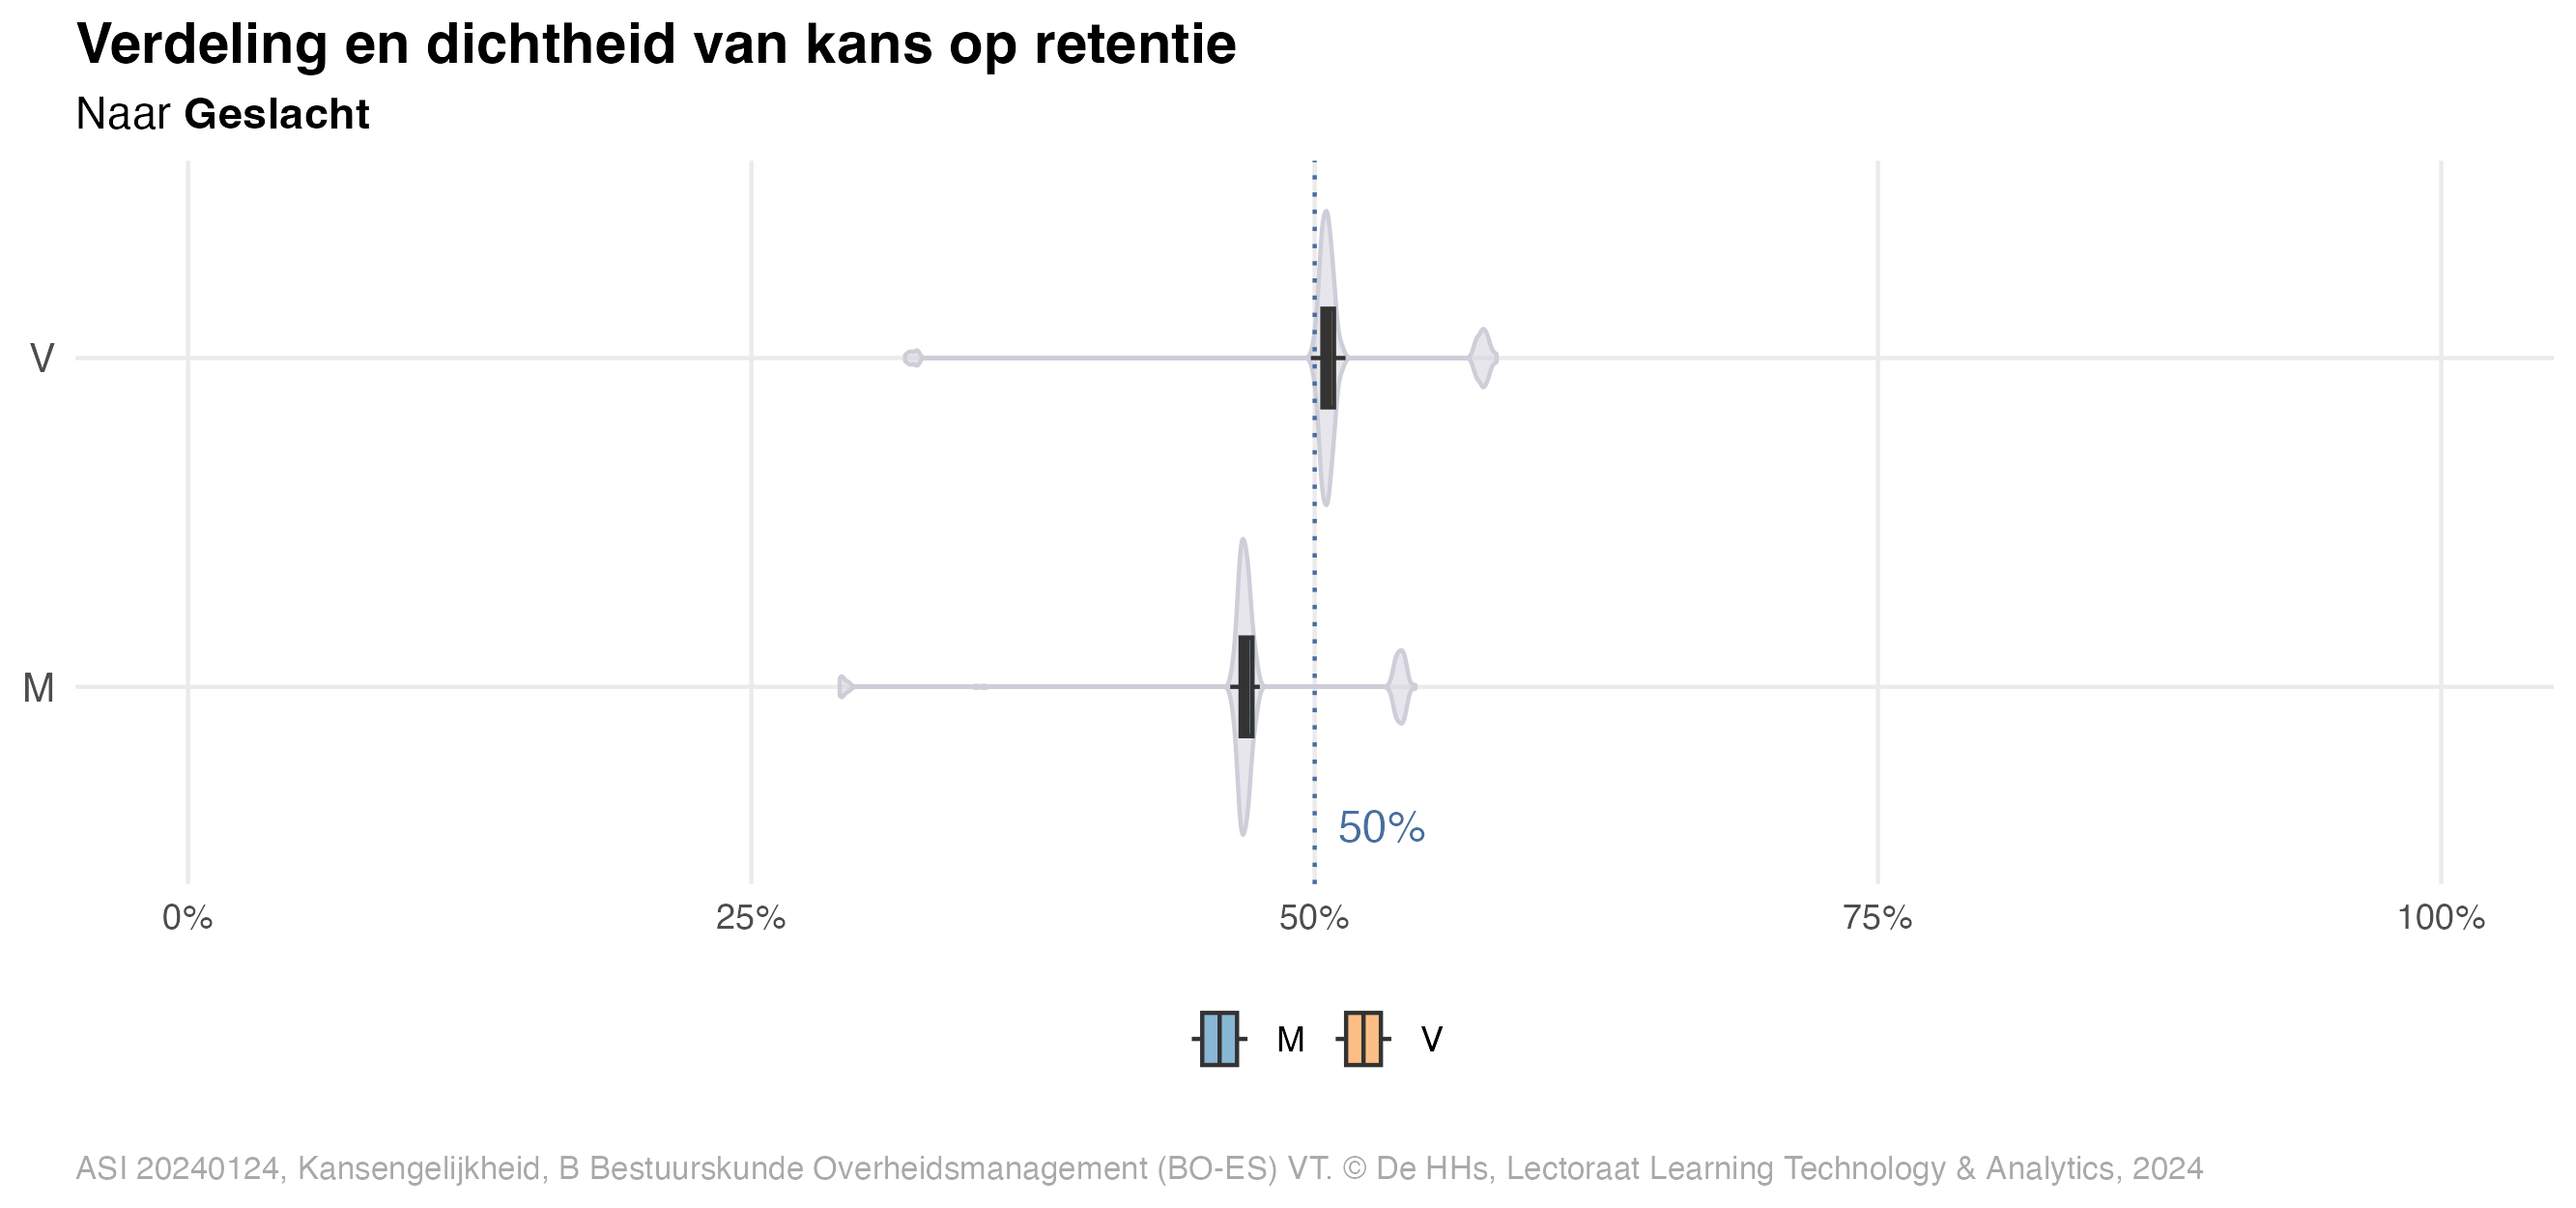 Verdeling en dichtheid van kans op retentie
Naar Geslacht
V
M
50%
0% 25% 50% 75% 100%
M V
ASI 20240124, Kansengelijkheid, B Bestuurskunde Overheidsmanagement (BO-ES) VT. © De HHs, Lectoraat Learning Technology & Analytics, 2024